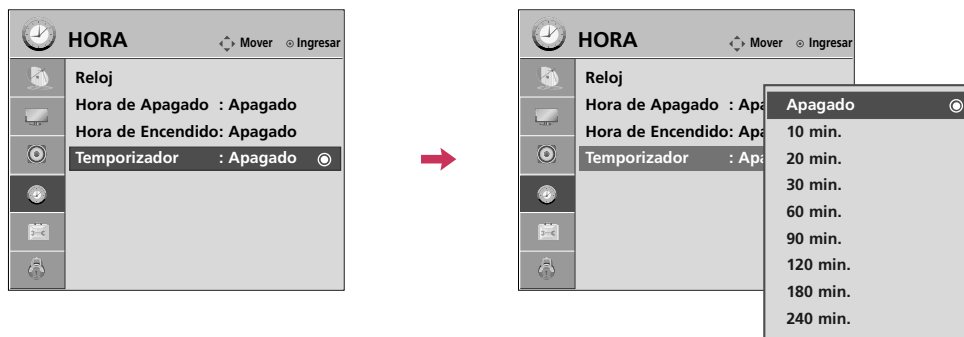 HORA Mover Ingresar
Reloj
Hora de Apagado : Apagado
Hora de Encendido: Apagado
Temporizador : Apagado
HORA Mover Ingresar
Reloj
Hora de Apagado : Apa
Hora de Encendido: Apa
Temporizador : Apa
Apagado
10 min.
20 min.
30 min.
60 min.
90 min.
120 min.
180 min.
240 min.